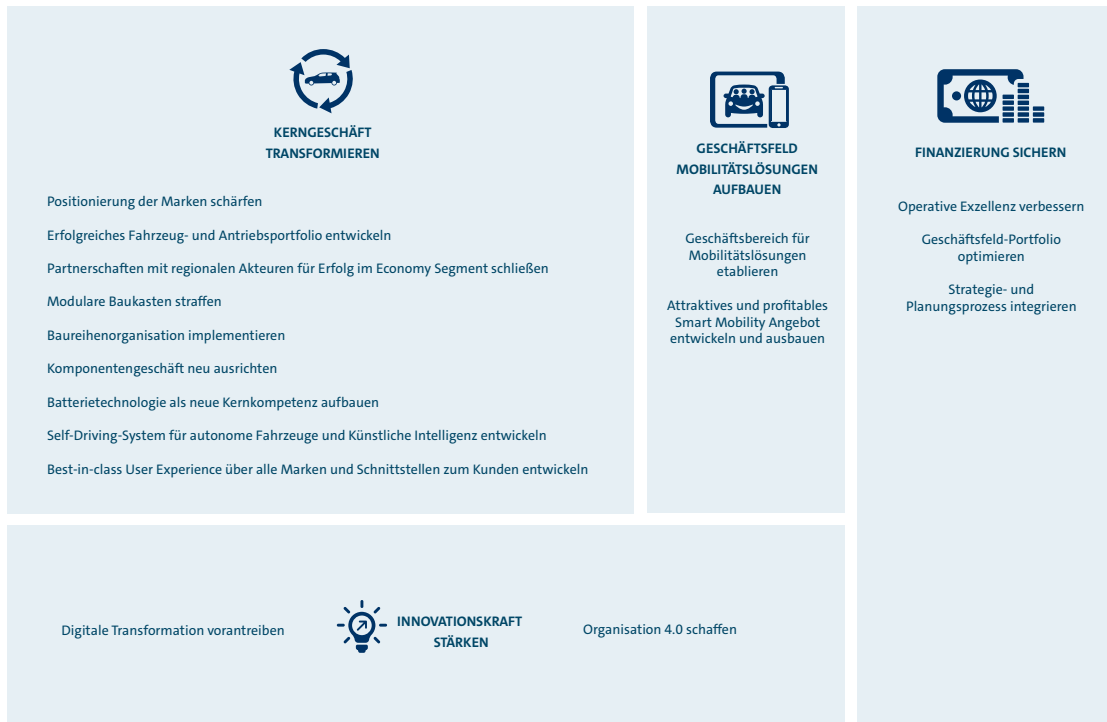 KERNGESCHÄFT
TRANSFORMIEREN
Positionierung der Marken schärfen
Erfolgreiches Fahrzeug- und Antriebsportfolio entwickeln
Partnerschaften mit regionalen Akteuren für Erfolg im Economy Segment schließen
Modulare Baukasten straffen
Baureihenorganisation implementieren
Komponentengeschäft neu ausrichten
Batterietechnologie als neue Kernkompetenz aufbauen
Self-Driving-System für autonome Fahrzeuge und Künstliche Intelligenz entwickeln
Best-in-class User Experience über alle Marken und Schnittstellen zum Kunden entwickeln
GESCHÄFTSFELD
MOBILITÄTSLÖSUNGEN
AUFBAUEN
Geschäftsbereich für
Mobilitätslösungen
etablieren
Attraktives und profitables
Smart Mobility Angebot
entwickeln und ausbauen
FINANZIERUNG SICHERN
Operative Exzellenz verbessern
Geschäftsfeld-Portfolio
optimieren
Strategie- und
Planungsprozess integrieren
Digitale Transformation vorantreiben
INNOVATIONSKRAFT
STÄRKEN
Organisation 4.0 schaffen